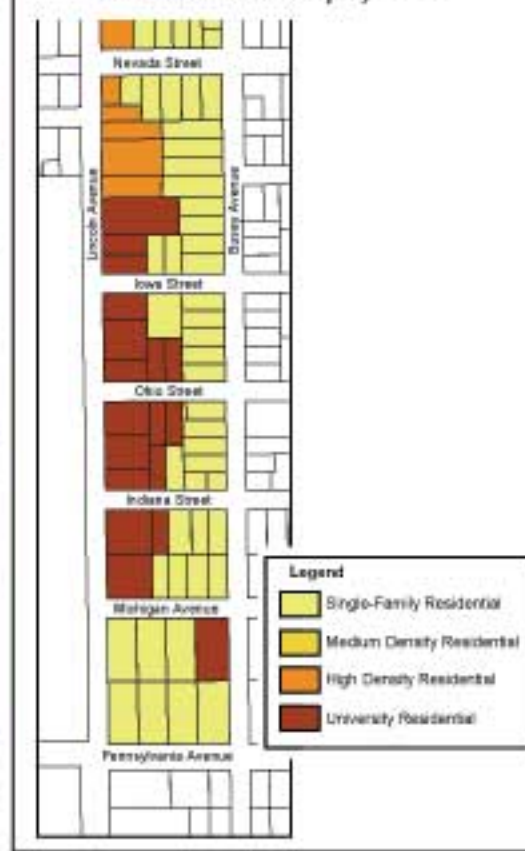 Nevada Street
Lincoln Avenue
Busey Avenue
Iowa Street
Ohio Street
Indiana Street
Michigan Avenue
Pennsylvania Avenue
Legend
Single-Family Residential
Medium Density Residential
High Density Residential
University Residential